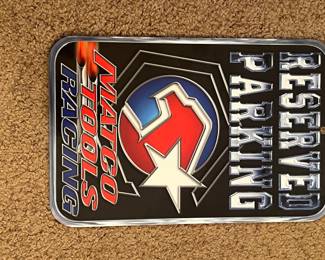 RESERVED
PARKING
MATCO
TOOLS
RACING